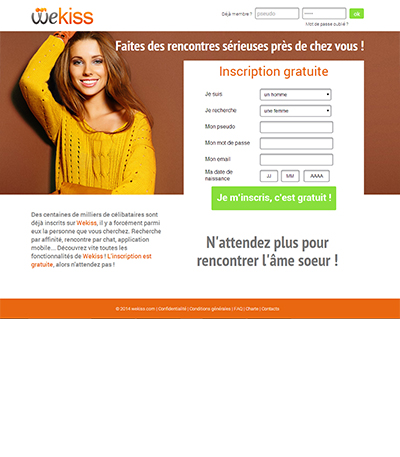 wekiss
Déjà membre ? pseudo ••••• ok
Mot de passe oublié ?
Faites des rencontres sérieuses près de chez vous !
Inscription gratuite
Je suis un homme
Je recherche une femme
Mon pseudo
Mon mot de passe
Mon email
Ma date de
naissance JJ MM AAAA
Je m'inscris, c'est gratuit !
Des centaines de milliers de célibataires sont
déjà inscrits sur Wekiss, il y a forcément parmi
eux la personne que vous cherchez. Recherche
par affinité, rencontre par chat, application
mobile... Découvrez vite toutes les
fonctionnalités de Wekiss ! L'inscription est
gratuite, alors n'attendez pas !
N'attendez plus pour
rencontrer l'âme soeur !
© 2014 wekiss.com | Confidentialité | Conditions générales | FAQ | Charte | Contacts